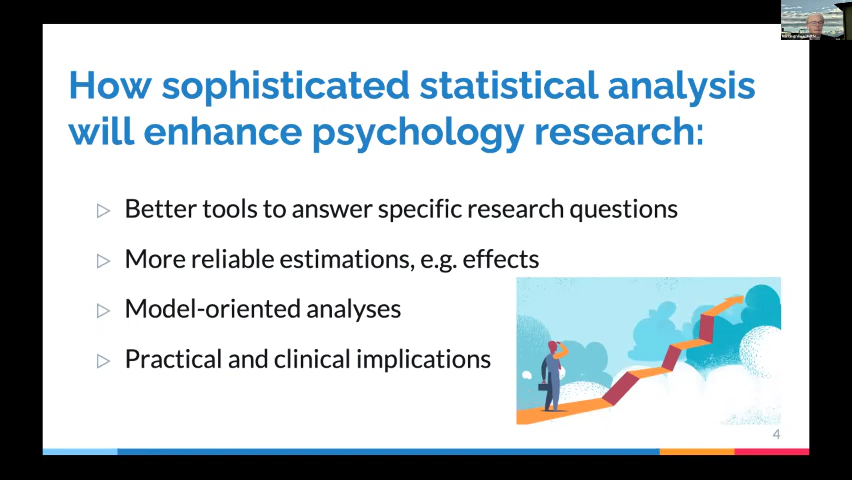 How sophisticated statistical analysis
will enhance psychology research:
▷ Better tools to answer specific research questions
▷ More reliable estimations, e.g. effects
▷ Model-oriented analyses
▷ Practical and clinical implications
4